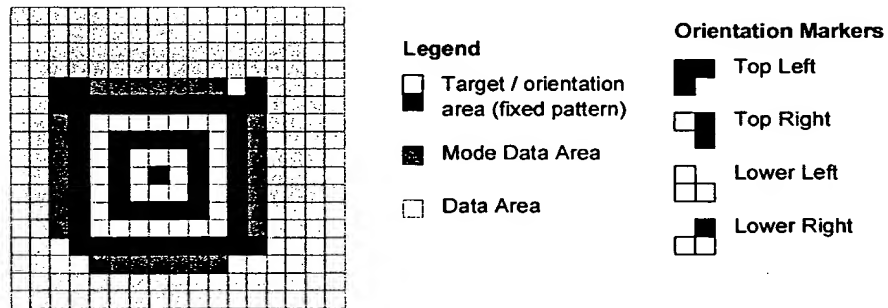 Legend
Target / orientation
area (fixed pattern)
Mode Data Area
Data Area
Orientation Markers
Top Left
Top Right
Lower Left
Lower Right